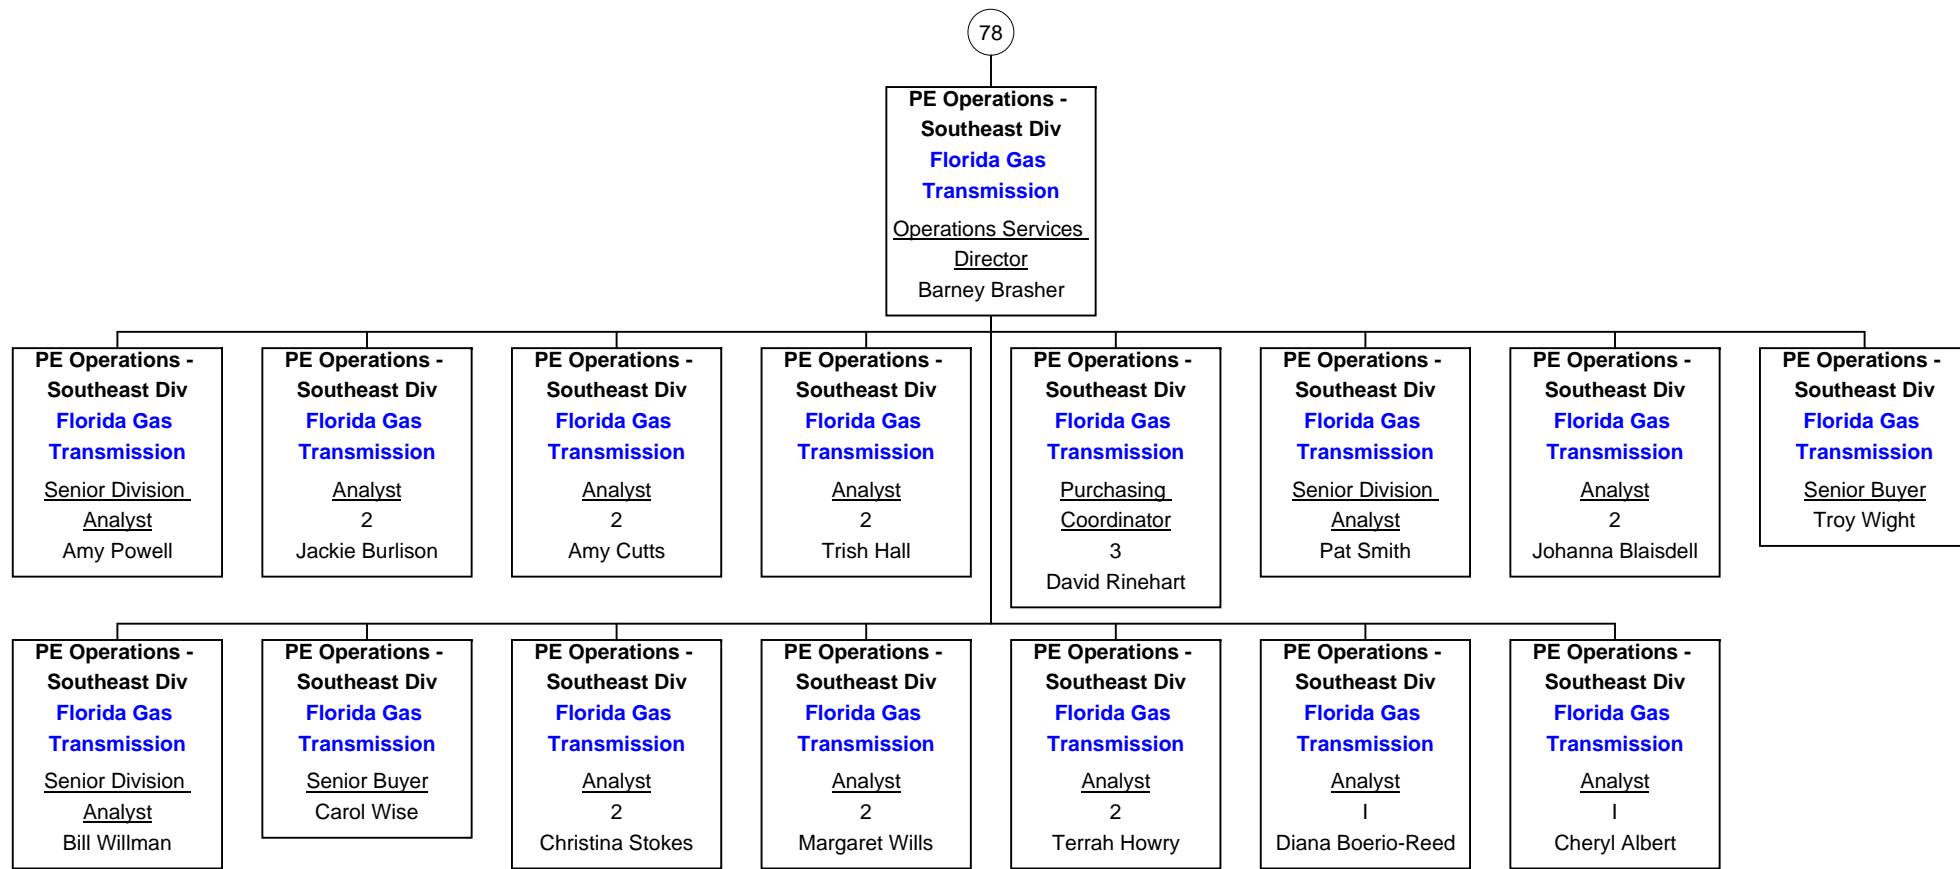 78
PE Operations -
Southeast Div
Florida Gas
Transmission
Operations Services
Director
Barney Brasher
PE Operations -
Southeast Div
Florida Gas
Transmission
Senior Division
Analyst
Amy Powell
PE Operations -
Southeast Div
Florida Gas
Transmission
Analyst
2
Jackie Burlison
PE Operations -
Southeast Div
Florida Gas
Transmission
Analyst
2
Amy Cutts
PE Operations -
Southeast Div
Florida Gas
Transmission
Analyst
2
Trish Hall
PE Operations -
Southeast Div
Florida Gas
Transmission
Purchasing
Coordinator
3
David Rinehart
PE Operations -
Southeast Div
Florida Gas
Transmission
Senior Division
Analyst
Pat Smith
PE Operations -
Southeast Div
Florida Gas
Transmission
Analyst
2
Johanna Blaisdell
PE Operations -
Southeast Div
Florida Gas
Transmission
Senior Buyer
Troy Wight
PE Operations -
Southeast Div
Florida Gas
Transmission
Senior Division
Analyst
Bill Willman
PE Operations -
Southeast Div
Florida Gas
Transmission
Senior Buyer
Carol Wise
PE Operations -
Southeast Div
Florida Gas
Transmission
Analyst
2
Christina Stokes
PE Operations -
Southeast Div
Florida Gas
Transmission
Analyst
2
Margaret Wills
PE Operations -
Southeast Div
Florida Gas
Transmission
Analyst
2
Terrah Howry
PE Operations -
Southeast Div
Florida Gas
Transmission
Analyst
I
Diana Boerio-Reed
PE Operations -
Southeast Div
Florida Gas
Transmission
Analyst
I
Cheryl Albert